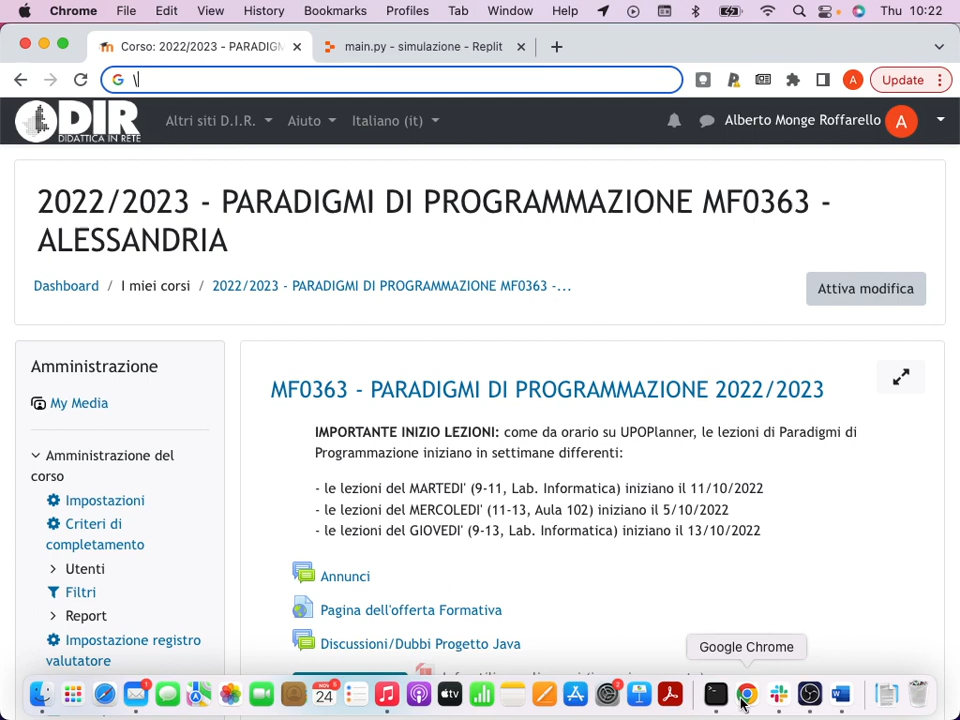 Chrome File Edit View History Bookmarks Profiles Tab Window Help Thu 10:22
Corso: 2022/2023 - PARADIGM
main.py - simulazione - Replit
\
A
Update
DIR
DIDATTICA IN RETE
Altri siti D.I.R.
Aiuto
Italiano (it)
Alberto Monge Roffarello
A
2022/2023 - PARADIGMI DI PROGRAMMAZIONE MF0363 -
ALESSANDRIA
Dashboard / I miei corsi / 2022/2023 - PARADIGMI DI PROGRAMMAZIONE MF0363 -...
Attiva modifica
Amministrazione
My Media
Amministrazione del
corso
Impostazioni
Criteri di
completamento
Utenti
Filtri
Report
Impostazione registro
valutatore
MF0363 - PARADIGMI DI PROGRAMMAZIONE 2022/2023
IMPORTANTE INIZIO LEZIONI: come da orario su UPOPlanner, le lezioni di Paradigmi di
Programmazione iniziano in settimane differenti:
- le lezioni del MARTEDI' (9-11, Lab. Informatica) iniziano il 11/10/2022
- le lezioni del MERCOLEDI' (11-13, Aula 102) iniziano il 5/10/2022
- le lezioni del GIOVEDI' (9-13, Lab. Informatica) iniziano il 13/10/2022
Annunci
Pagina dell'offerta Formativa
Discussioni/Dubbi Progetto Java
Google Chrome
24
tv